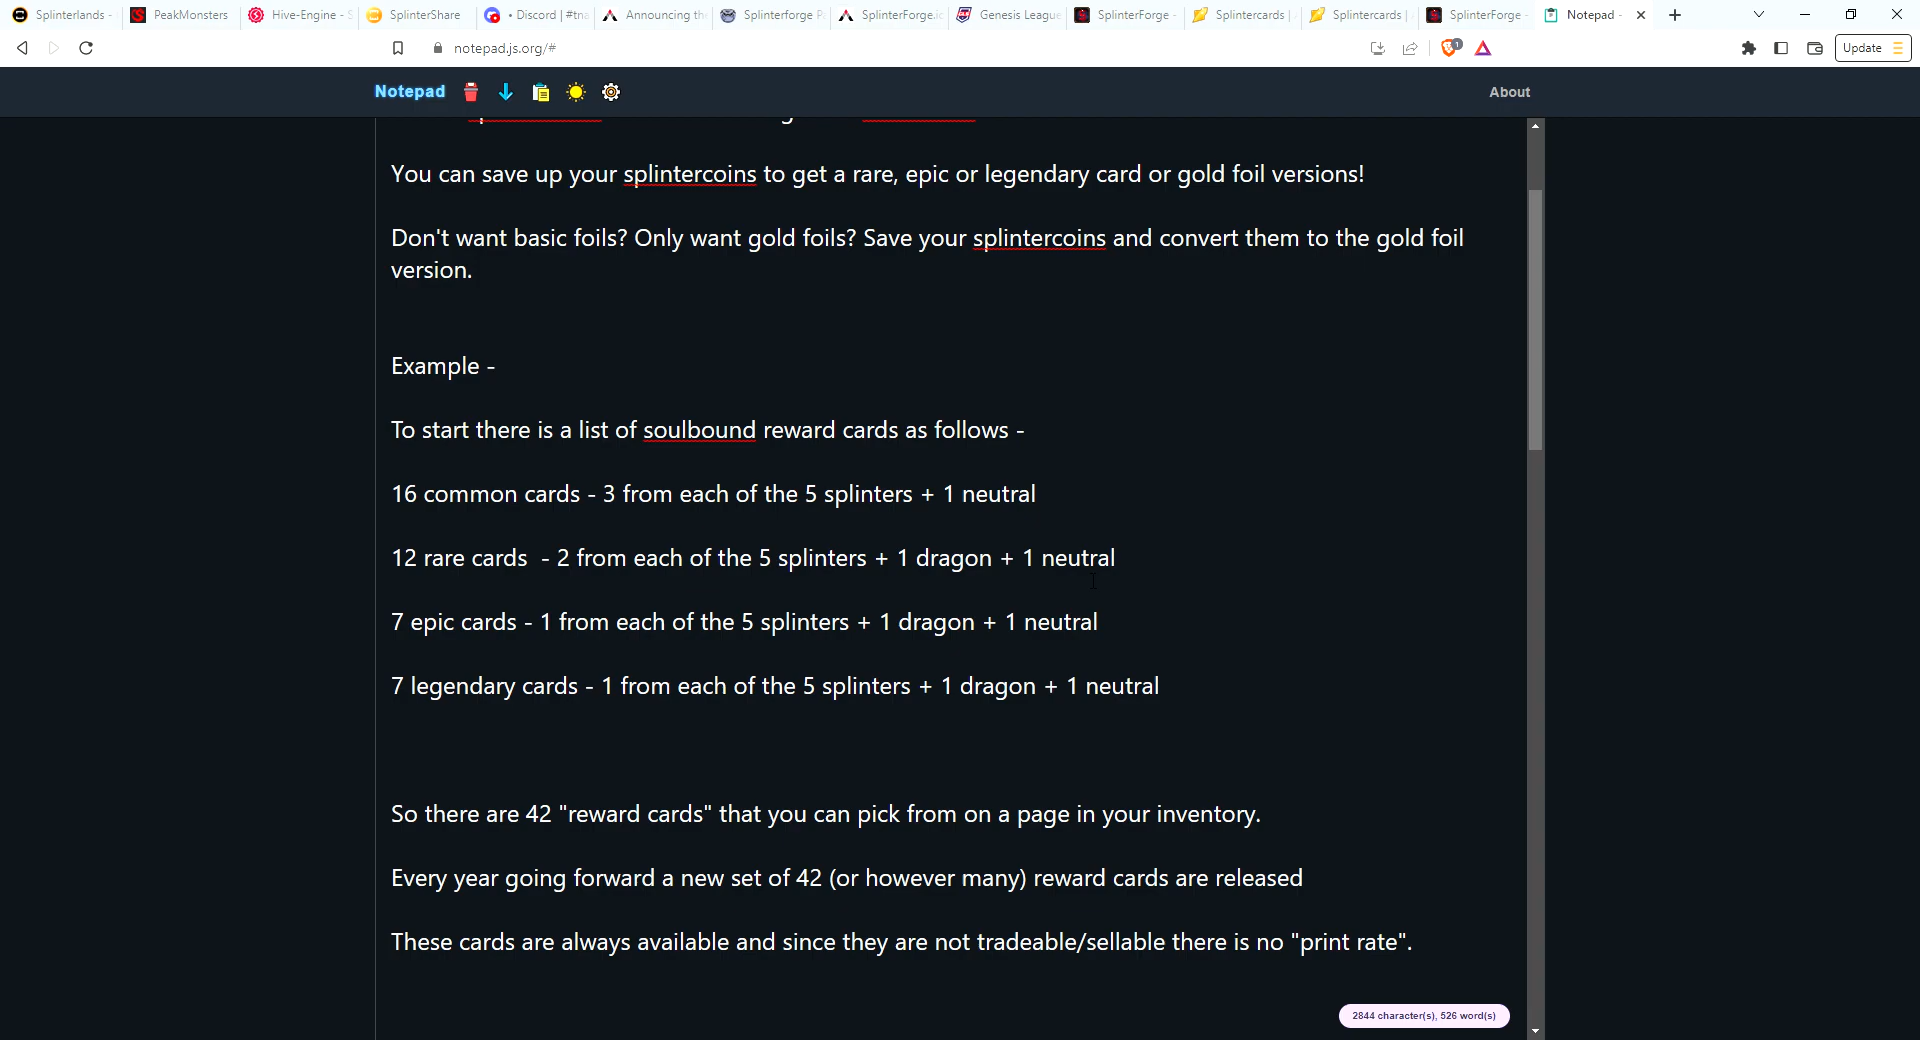 Splinterlands -
PeakMonsters
Hive-Engine - S
SplinterShare
• Discord | #tna
Announcing th
Splinterforge P
SplinterForge.io
Genesis League
SplinterForge -
Splintercards |
Splintercards |
SplinterForge -
Notepad -
notepad.js.org/#
1
Update
Notepad
About
You can save up your splintercoins to get a rare, epic or legendary card or gold foil versions!
Don't want basic foils? Only want gold foils? Save your splintercoins and convert them to the gold foil
version.
Example -
To start there is a list of soulbound reward cards as follows -
16 common cards - 3 from each of the 5 splinters + 1 neutral
12 rare cards  - 2 from each of the 5 splinters + 1 dragon + 1 neutral
7 epic cards - 1 from each of the 5 splinters + 1 dragon + 1 neutral
7 legendary cards - 1 from each of the 5 splinters + 1 dragon + 1 neutral
So there are 42 "reward cards" that you can pick from on a page in your inventory.
Every year going forward a new set of 42 (or however many) reward cards are released
These cards are always available and since they are not tradeable/sellable there is no "print rate".
2844 character(s), 526 word(s)